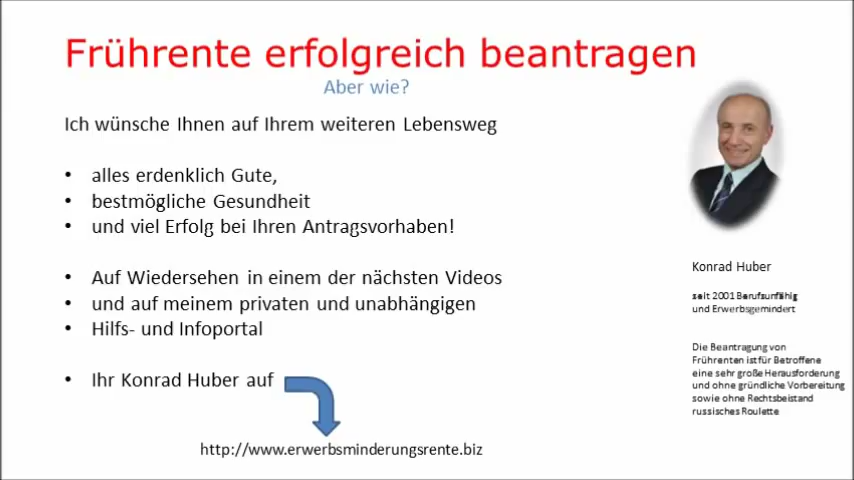 Frührente erfolgreich beantragen
Aber wie?
Ich wünsche Ihnen auf Ihrem weiteren Lebensweg
• alles erdenklich Gute,
• bestmögliche Gesundheit
• und viel Erfolg bei Ihren Antragsvorhaben!
• Auf Wiedersehen in einem der nächsten Videos
• und auf meinem privaten und unabhängigen
• Hilfs- und Infoportal
• Ihr Konrad Huber auf
http://www.erwerbsminderungsrente.biz
Konrad Huber
seit 2001 Berufsunfähig
und Erwerbsgemindert
Die Beantragung von
Frührenten ist für Betroffene
eine sehr große Herausforderung
und ohne gründliche Vorbereitung
sowie ohne Rechtsbeistand
russisches Roulette